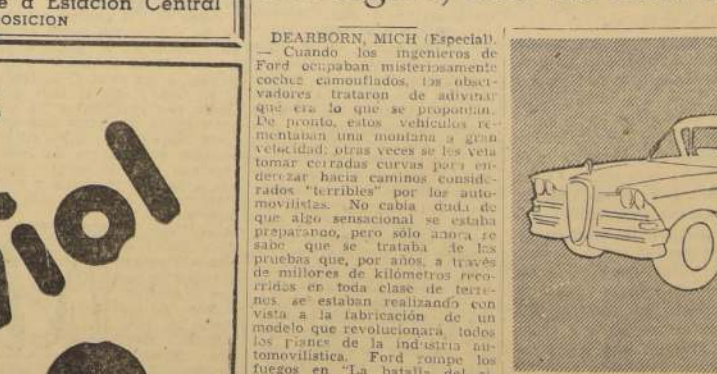 a Estación Central
OSICION
iol
DEARBORN, MICH (Especial).
— Cuando los ingenieros de
Ford ocupaban misteriosamente
coches camouflados, los obser-
vadores trataron de adivinar
que era lo que se proponían.
De pronto, estos vehículos re-
montaban una montaña a gran
velocidad; otras veces se les veía
tomar cerradas curvas para en-
derezar hacia caminos conside-
rados "terribles" por los auto-
movilistas. No cabía duda de
que algo sensacional se estaba
preparando, pero sólo ahora se
sabe que se trataba de las
pruebas que, por años, a través
de millores de kilómetros reco-
rridos en toda clase de terre-
nos, se estaban realizando con
vista a la fabricación de un
modelo que revolucionará todos
los planes de la industria au-
tomovilística. Ford rompe los
fuegos en "La batalla del